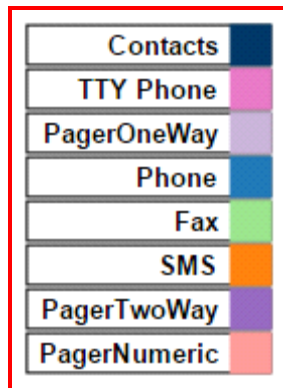 Contacts
TTY Phone
PagerOneWay
Phone
Fax
SMS
PagerTwoWay
PagerNumeric